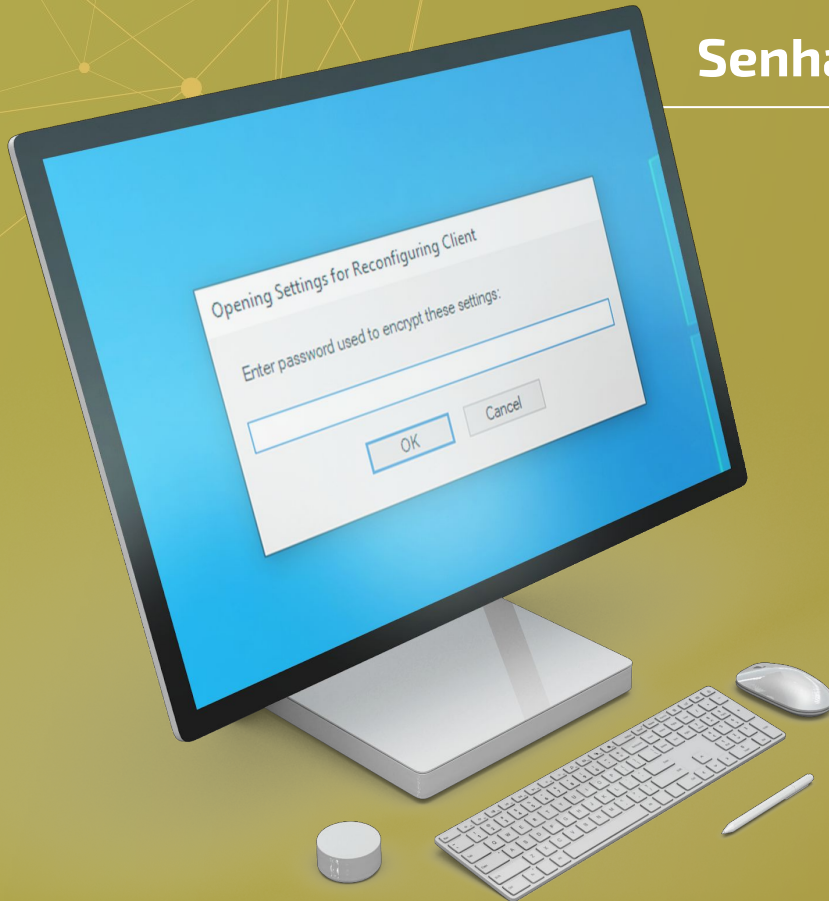 Senha
Opening Settings for Reconfiguring Client
Enter password used to encrypt these settings:
OK
Cancel